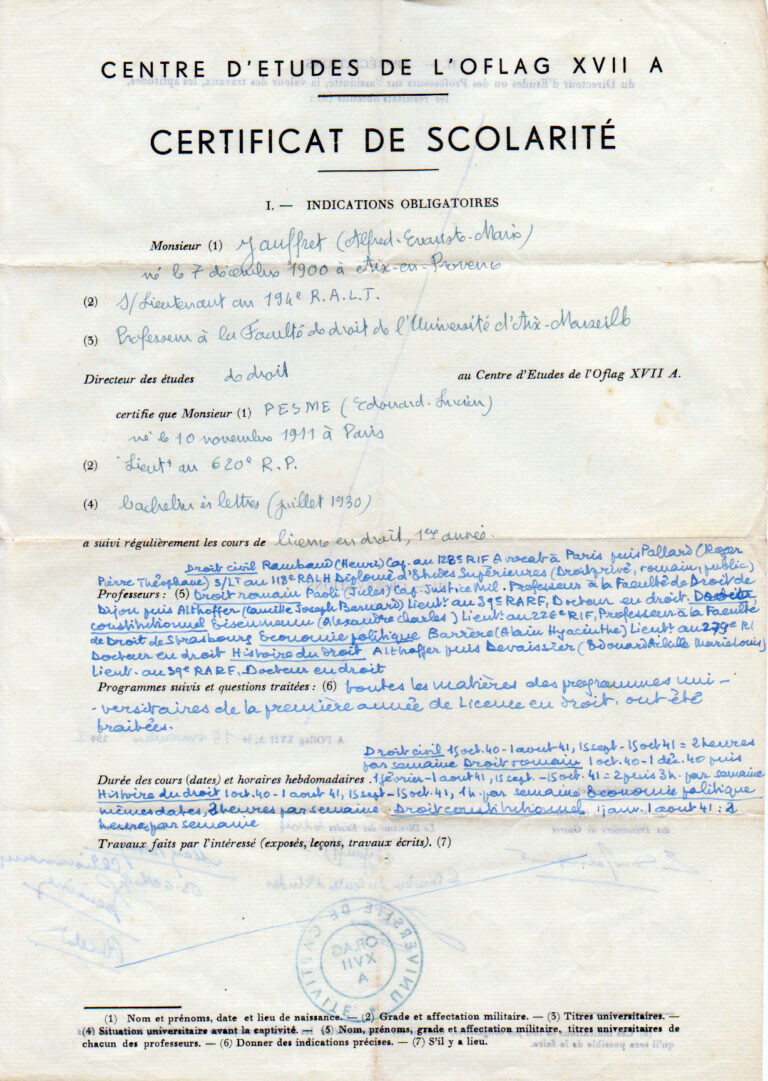 CENTRE D'ETUDES DE L'OFLAG XVII A
CERTIFICAT DE SCOLARITÉ
I. — INDICATIONS OBLIGATOIRES
Monsieur (1) Jauffret (Alfred-Evariste-Marie)
né le 7 décembre 1900 à Aix-en-Provence
(2) S/Lieutenant au 194e R.A.L.T.
(3) Professeur à la Faculté de droit de l'Université d'Aix-Marseille
Directeur des études de droit au Centre d'Etudes de l'Oflag XVII A.
certifie que Monsieur (1) PESME (Edouard-Lucien)
né le 10 novembre 1911 à Paris
(2) Lieut' au 620e R.P.
(4) bachelier ès lettres (juillet 1930)
a suivi régulièrement les cours de licence en droit, 1ère année.
Droit civil Rambaud (Henri) Cap. au 128e RIF Avocat à Paris puis Pallard (Roger
Pierre Théophane) S/LT au 118e RALH Diplomé d'Etudes Supérieures (Droit privé, romain, public)
Professeurs : (5) Droit romain Paoli (Jules) Cap. Justice Mil. Professeur à la Faculté de Droit de
Dijon puis Althoffer (Camille Joseph Bernard) Lieut. au 39e RARF, Docteur en droit. Droit
constitutionnel Eisenmann (Alexandre Charles) Lieut. au 226e RIF, Professeur à la Faculté
de Droit de Strasbourg Economie politique Barrère (Alain Hyacinthe) Lieut. au 279e RI
Docteur en droit Histoire du Droit Althoffer puis Devaissier (Edouard Achille Marie Louis)
Lieut. au 39e RARF, Docteur en droit
Programmes suivis et questions traitées : (6) toutes les matières des programmes uni-
-versitaires de la première année de Licence en droit, ont été
traitées.
Droit civil 15 oct. 40 - 1 aout 41, 15 sept - 15 oct 41 = 2 heures
par semaine Droit romain 1 oct. 40 - 1 déc. 40 puis
Durée des cours (dates) et horaires hebdomadaires . 1 février - 1 aout 41, 15 sept. - 15 oct. 41 = 2 puis 3 h. par semaine
Histoire du droit 1 oct. 40 - 1 aout 41, 15 sept - 15 oct. 41, 1 h. par semaine Economie politique
mêmes dates, 2 heures par semaine. Droit constitutionnel 1 janv. 1 aout 41 : 2
heures par semaine
Travaux faits par l'intéressé (exposés, leçons, travaux écrits). (7)
UNIVERSITE DE CAPTIVITE
OFLAG
XVII
A
(1) Nom et prénoms, date et lieu de naissance. — (2) Grade et affectation militaire. — (3) Titres universitaires. —
(4) Situation universitaire avant la captivité. — (5) Nom, prénoms, grade et affectation militaire, titres universitaires de
chacun des professeurs. — (6) Donner des indications précises. — (7) S'il y a lieu.